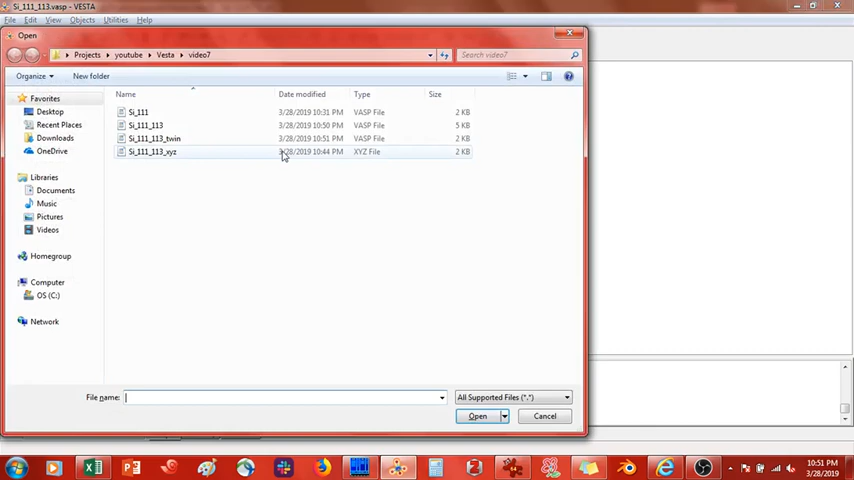 Si_111_113.vasp - VESTA
File Edit View Objects Utilities Help
Open
Projects youtube Vesta video7
Search video7
Organize New folder
Name Date modified Type Size
Favorites
Desktop
Recent Places
Downloads
OneDrive
Libraries
Documents
Music
Pictures
Videos
Homegroup
Computer
OS (C:)
Network
Si_111 3/28/2019 10:31 PM VASP File 2 KB
Si_111_113 3/28/2019 10:50 PM VASP File 5 KB
Si_111_113_twin 3/28/2019 10:51 PM VASP File 2 KB
Si_111_113_xyz 3/28/2019 10:44 PM XYZ File 2 KB
File name:
All Supported Files (*.*)
Open Cancel
10:51 PM
3/28/2019